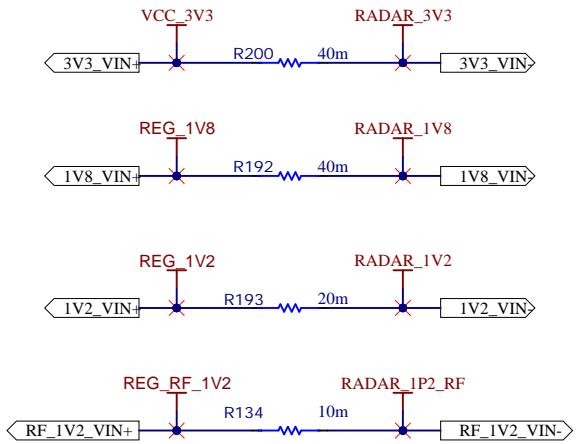 VCC_3V3 RADAR_3V3
3V3_VIN+ R200 40m 3V3_VIN-
REG_1V8 RADAR_1V8
1V8_VIN+ R192 40m 1V8_VIN-
REG_1V2 RADAR_1V2
1V2_VIN+ R193 20m 1V2_VIN-
REG_RF_1V2 RADAR_1P2_RF
RF_1V2_VIN+ R134 10m RF_1V2_VIN-